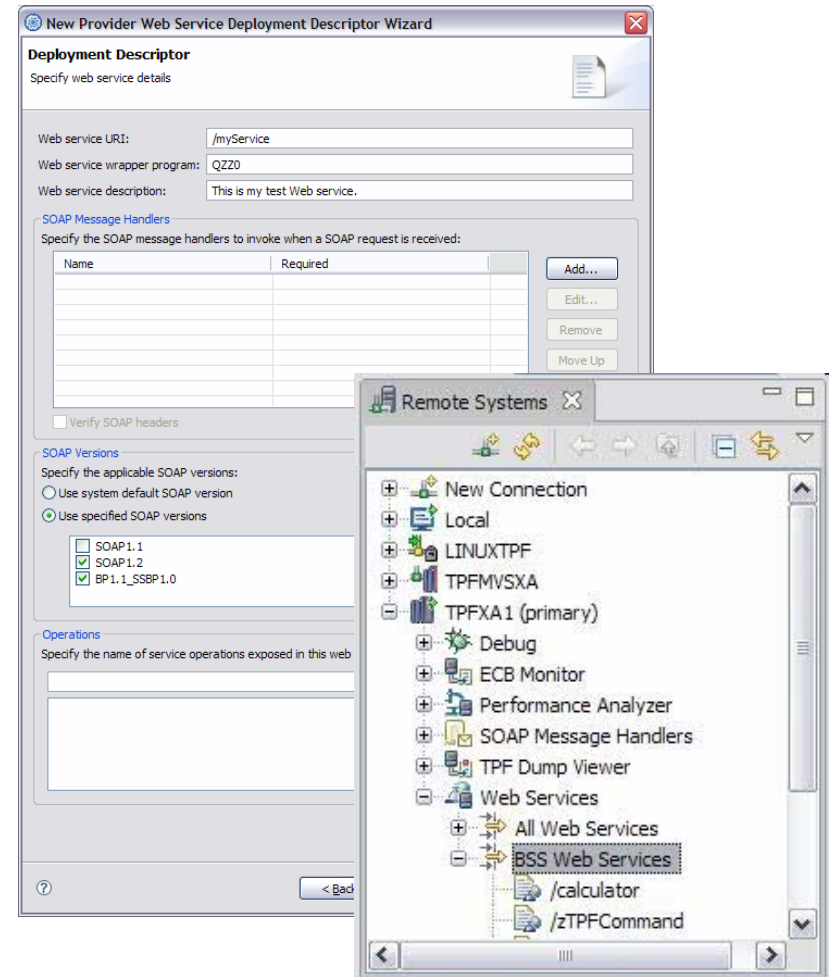 New Provider Web Service Deployment Descriptor Wizard
Deployment Descriptor
Specify web service details
Web service URI: /myService
Web service wrapper program: QZZ0
Web service description: This is my test Web service.
SOAP Message Handlers
Specify the SOAP message handlers to invoke when a SOAP request is received:
Name Required
Add...
Edit...
Remove
Move Up
Verify SOAP headers
SOAP Versions
Specify the applicable SOAP versions:
Use system default SOAP version
Use specified SOAP versions
SOAP1.1
SOAP1.2
BP1.1_SSBP1.0
Operations
Specify the name of service operations exposed in this web
?
Remote Systems
New Connection
Local
LINUXTPF
TPFMVSXA
TPFXA1 (primary)
Debug
ECB Monitor
Performance Analyzer
SOAP Message Handlers
TPF Dump Viewer
Web Services
All Web Services
BSS Web Services
/calculator
/zTPFCommand